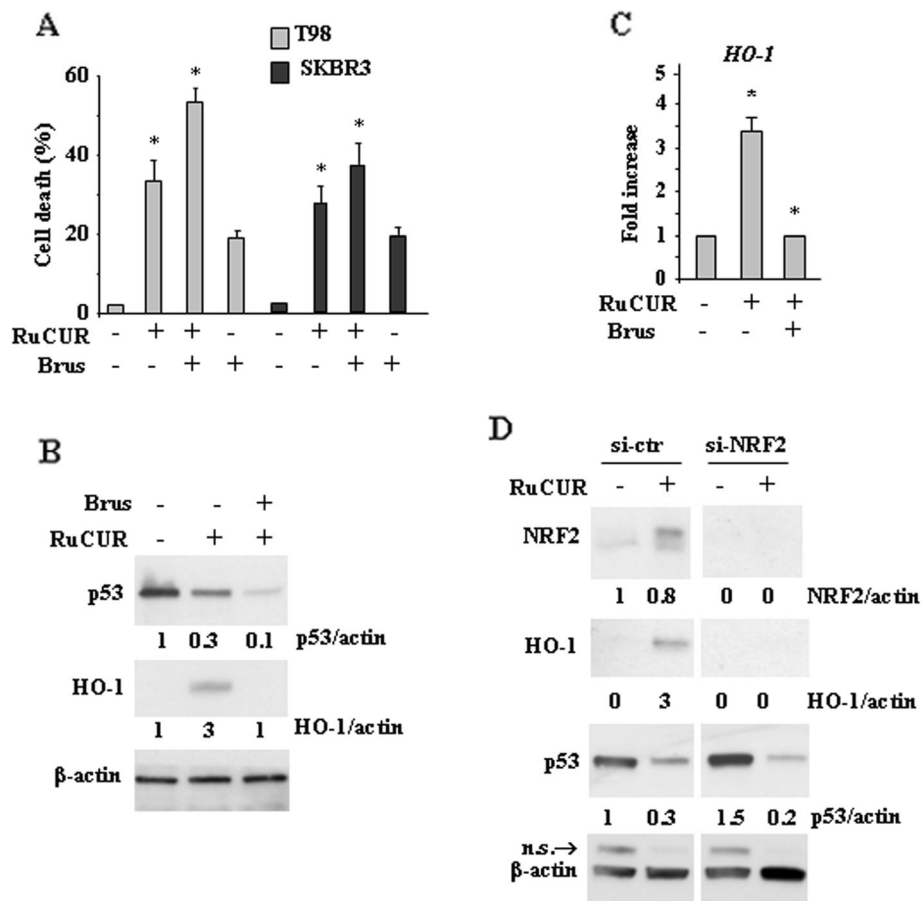 A
T98
SKBR3
Cell death (%)
60
40
20
0
* * * *
RuCUR - + + - - + + -
Brus - - + + - - + +
C
HO-1
Fold increase
5
4
3
2
1
0
* *
RuCUR - + +
Brus - - +
B
Brus - - +
RuCUR - + +
p53
1 0.3 0.1 p53/actin
HO-1
1 3 1 HO-1/actin
β-actin
D
si-ctr si-NRF2
RuCUR - + - +
NRF2
1 0.8 0 0 NRF2/actin
HO-1
0 3 0 0 HO-1/actin
p53
1 0.3 1.5 0.2 p53/actin
n.s.→
β-actin